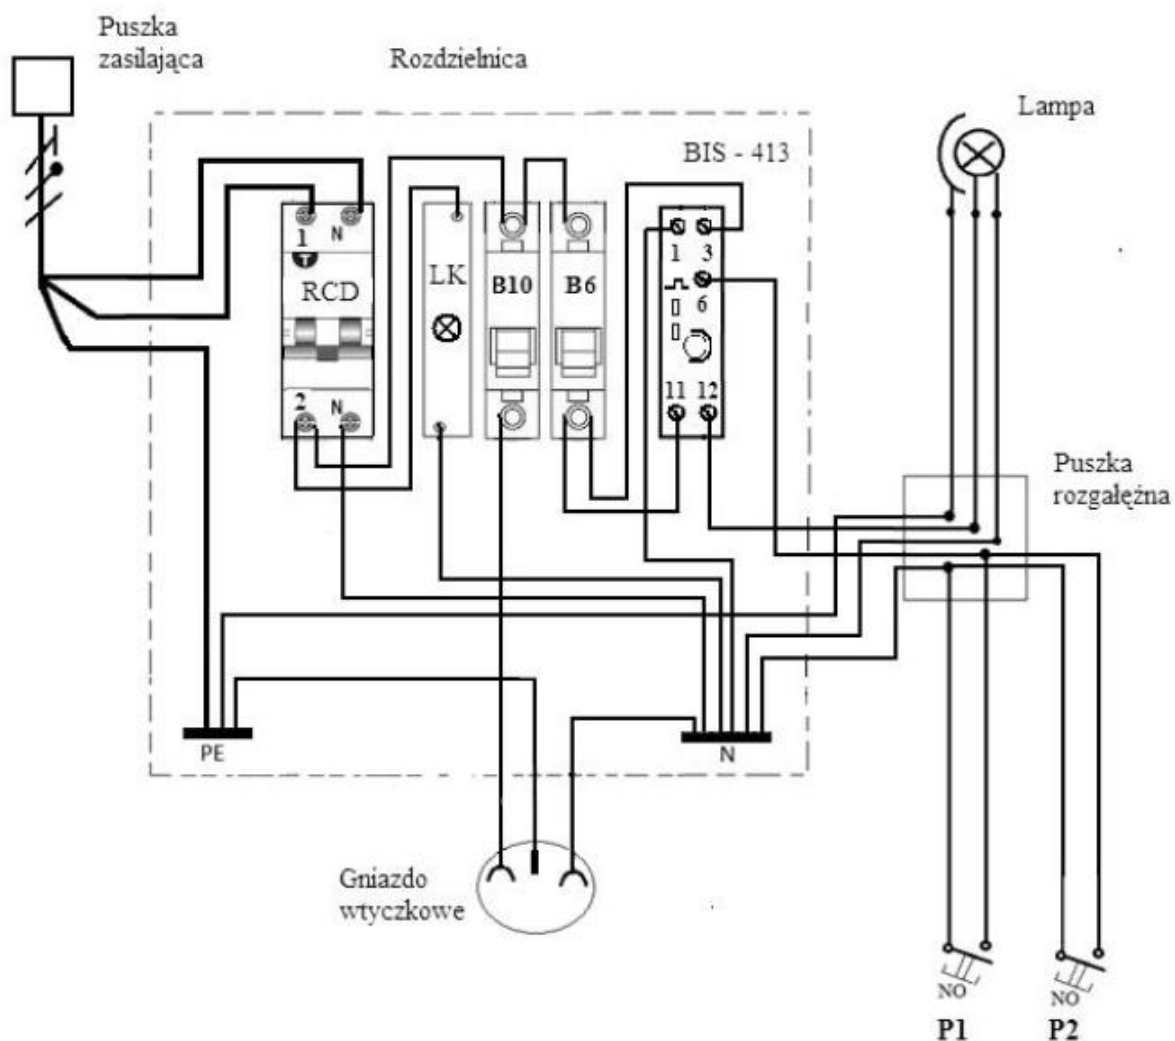 Puszka
zasilająca
Rozdzielnica
Lampa
BIS - 413
1
N
RCD
2
N
LK
B10
B6
1
3
6
11
12
Puszka
rozgałęźna
PE
N
Gniazdo
wtyczkowe
NO
P1
NO
P2